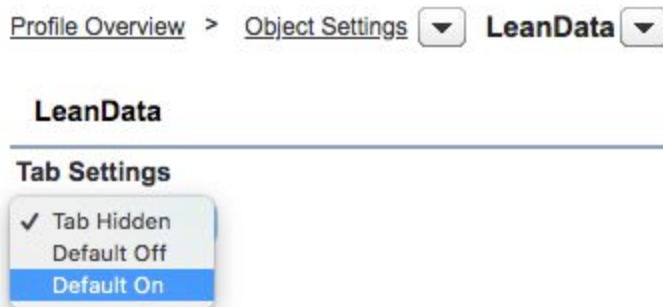 Profile Overview > Object Settings LeanData
LeanData
Tab Settings
✓ Tab Hidden
Default Off
Default On